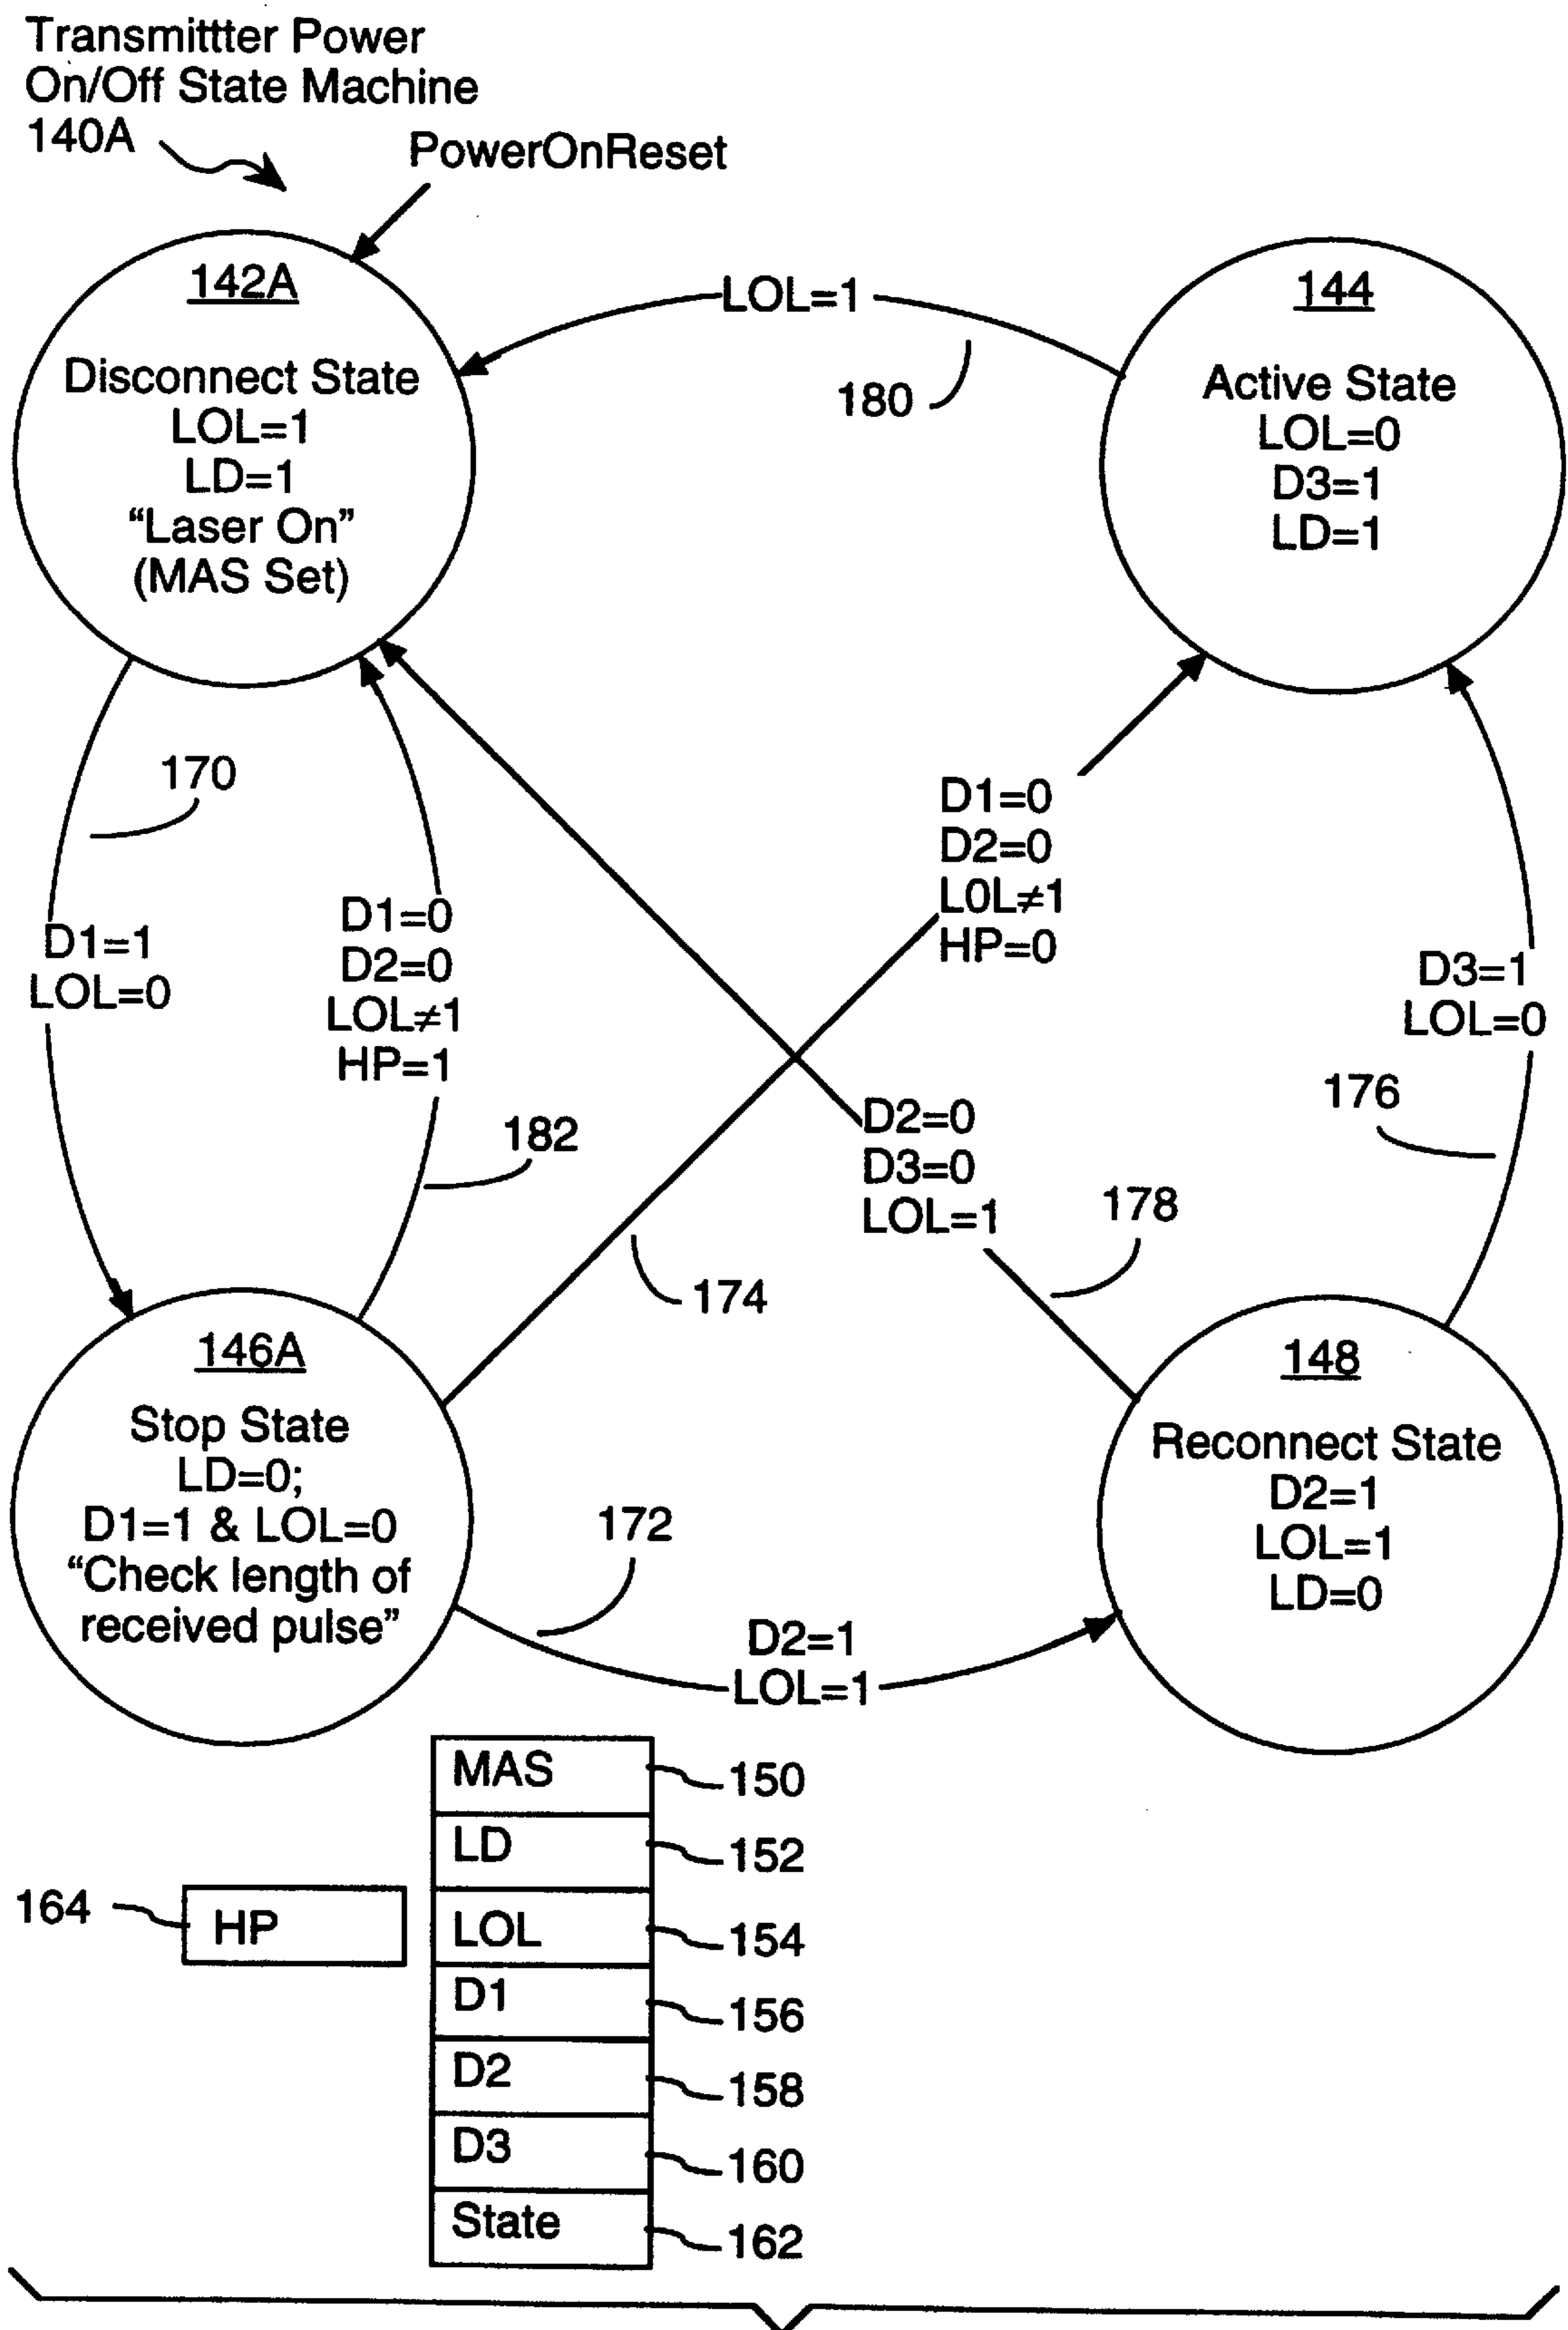 Transmittter Power
On/Off State Machine
140A
PowerOnReset
142A
Disconnect State
LOL=1
LD=1
“Laser On”
(MAS Set)
LOL=1
180
144
Active State
LOL=0
D3=1
LD=1
170
D1=1
LOL=0
D1=0
D2=0
LOL≠1
HP=1
182
D1=0
D2=0
L0L≠1
HP=0
174
D2=0
D3=0
LOL=1
178
D3=1
LOL=0
176
146A
Stop State
LD=0;
D1=1 & LOL=0
“Check length of
received pulse”
172
D2=1
LOL=1
148
Reconnect State
D2=1
LOL=1
LD=0
MAS
150
LD
152
164
HP
LOL
154
D1
156
D2
158
D3
160
State
162